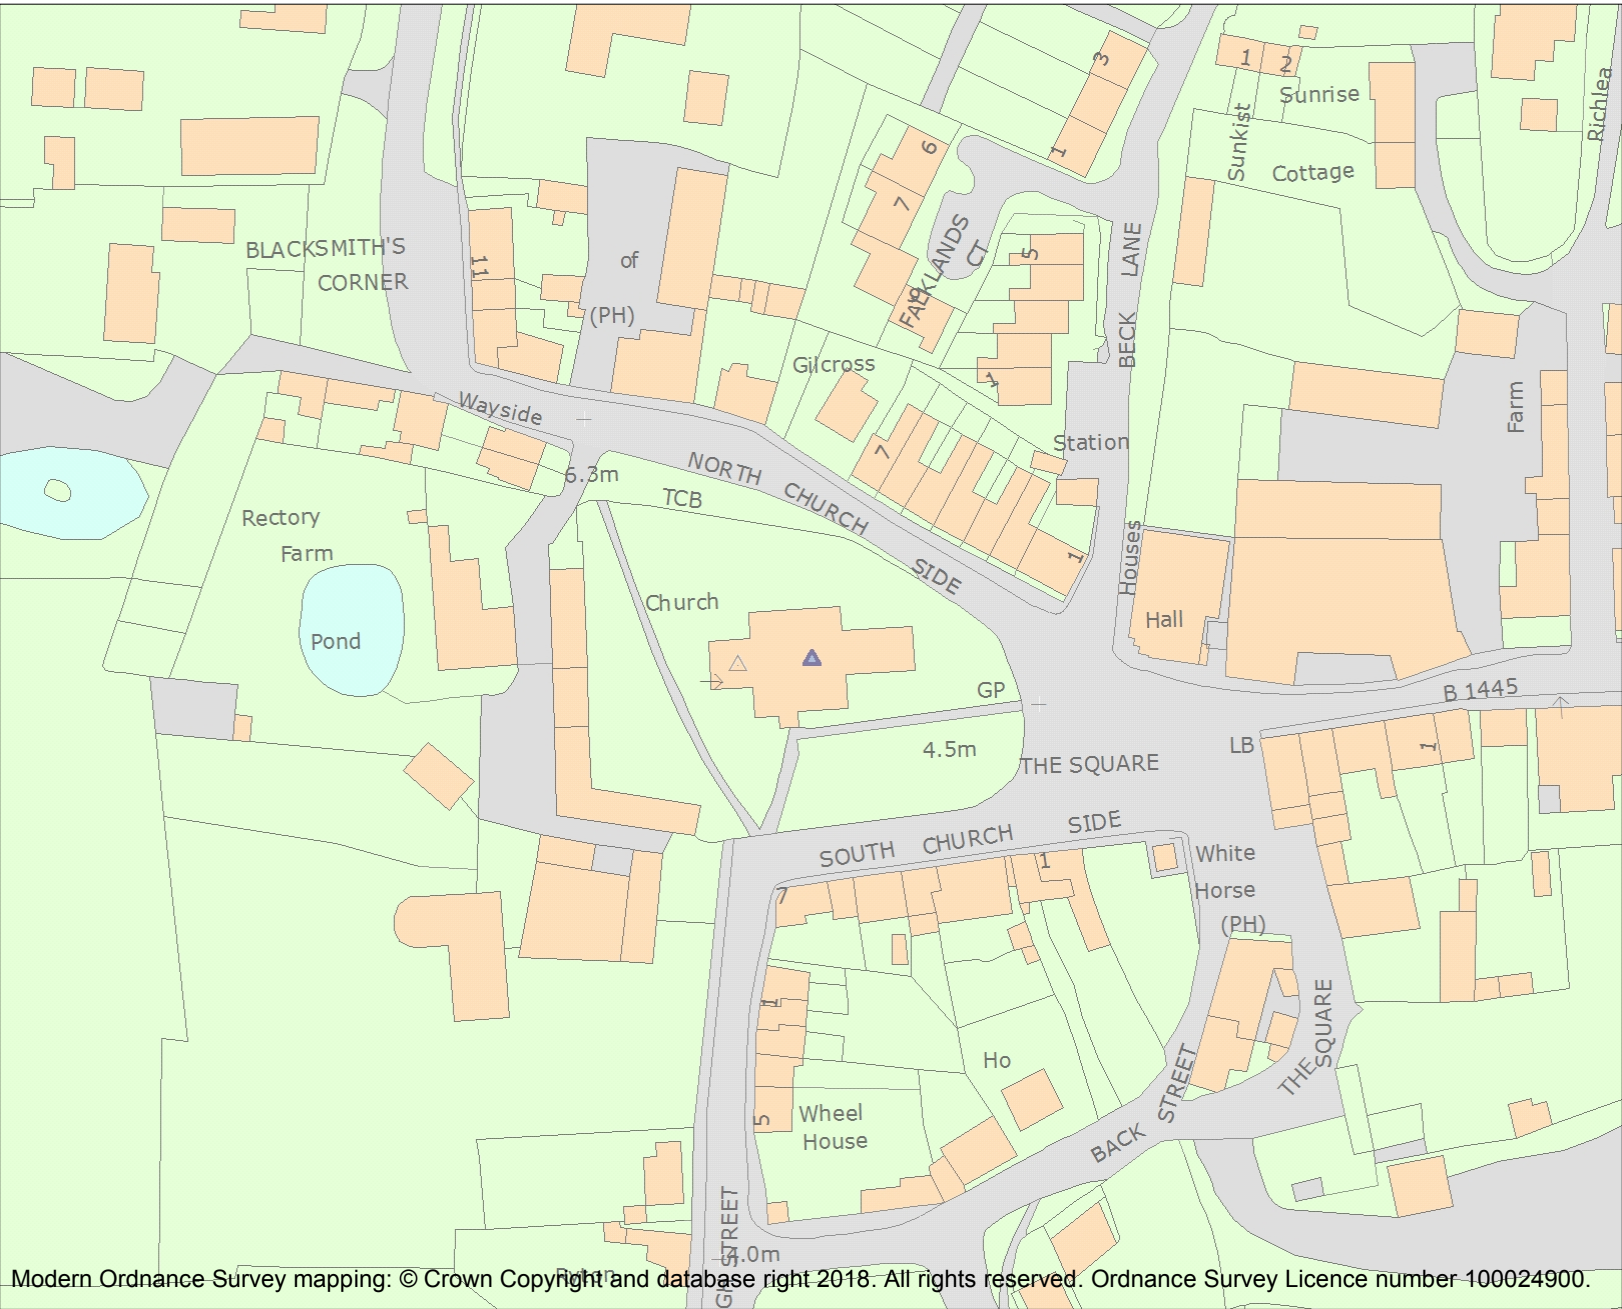 3
1 2
Sunrise
Sunkist
Cottage
Richlea
6
1
7
BLACKSMITH'S
CORNER
11
of
(PH)
FALKLANDS
CT
5
9
BECK LANE
Gilcross
7
Wayside
Farm
Station
6.3m
NORTH CHURCH SIDE
7
TCB
Rectory
Farm
1
Houses
Church
Hall
Pond
GP
B 1445
4.5m
THE SQUARE
LB
1
SOUTH CHURCH SIDE
1
7
White
Horse
(PH)
1
THE SQUARE
Ho
5
Wheel
House
BACK STREET
GH STREET
4.0m
Ryton
Modern Ordnance Survey mapping: © Crown Copyright and database right 2018. All rights reserved. Ordnance Survey Licence number 100024900.